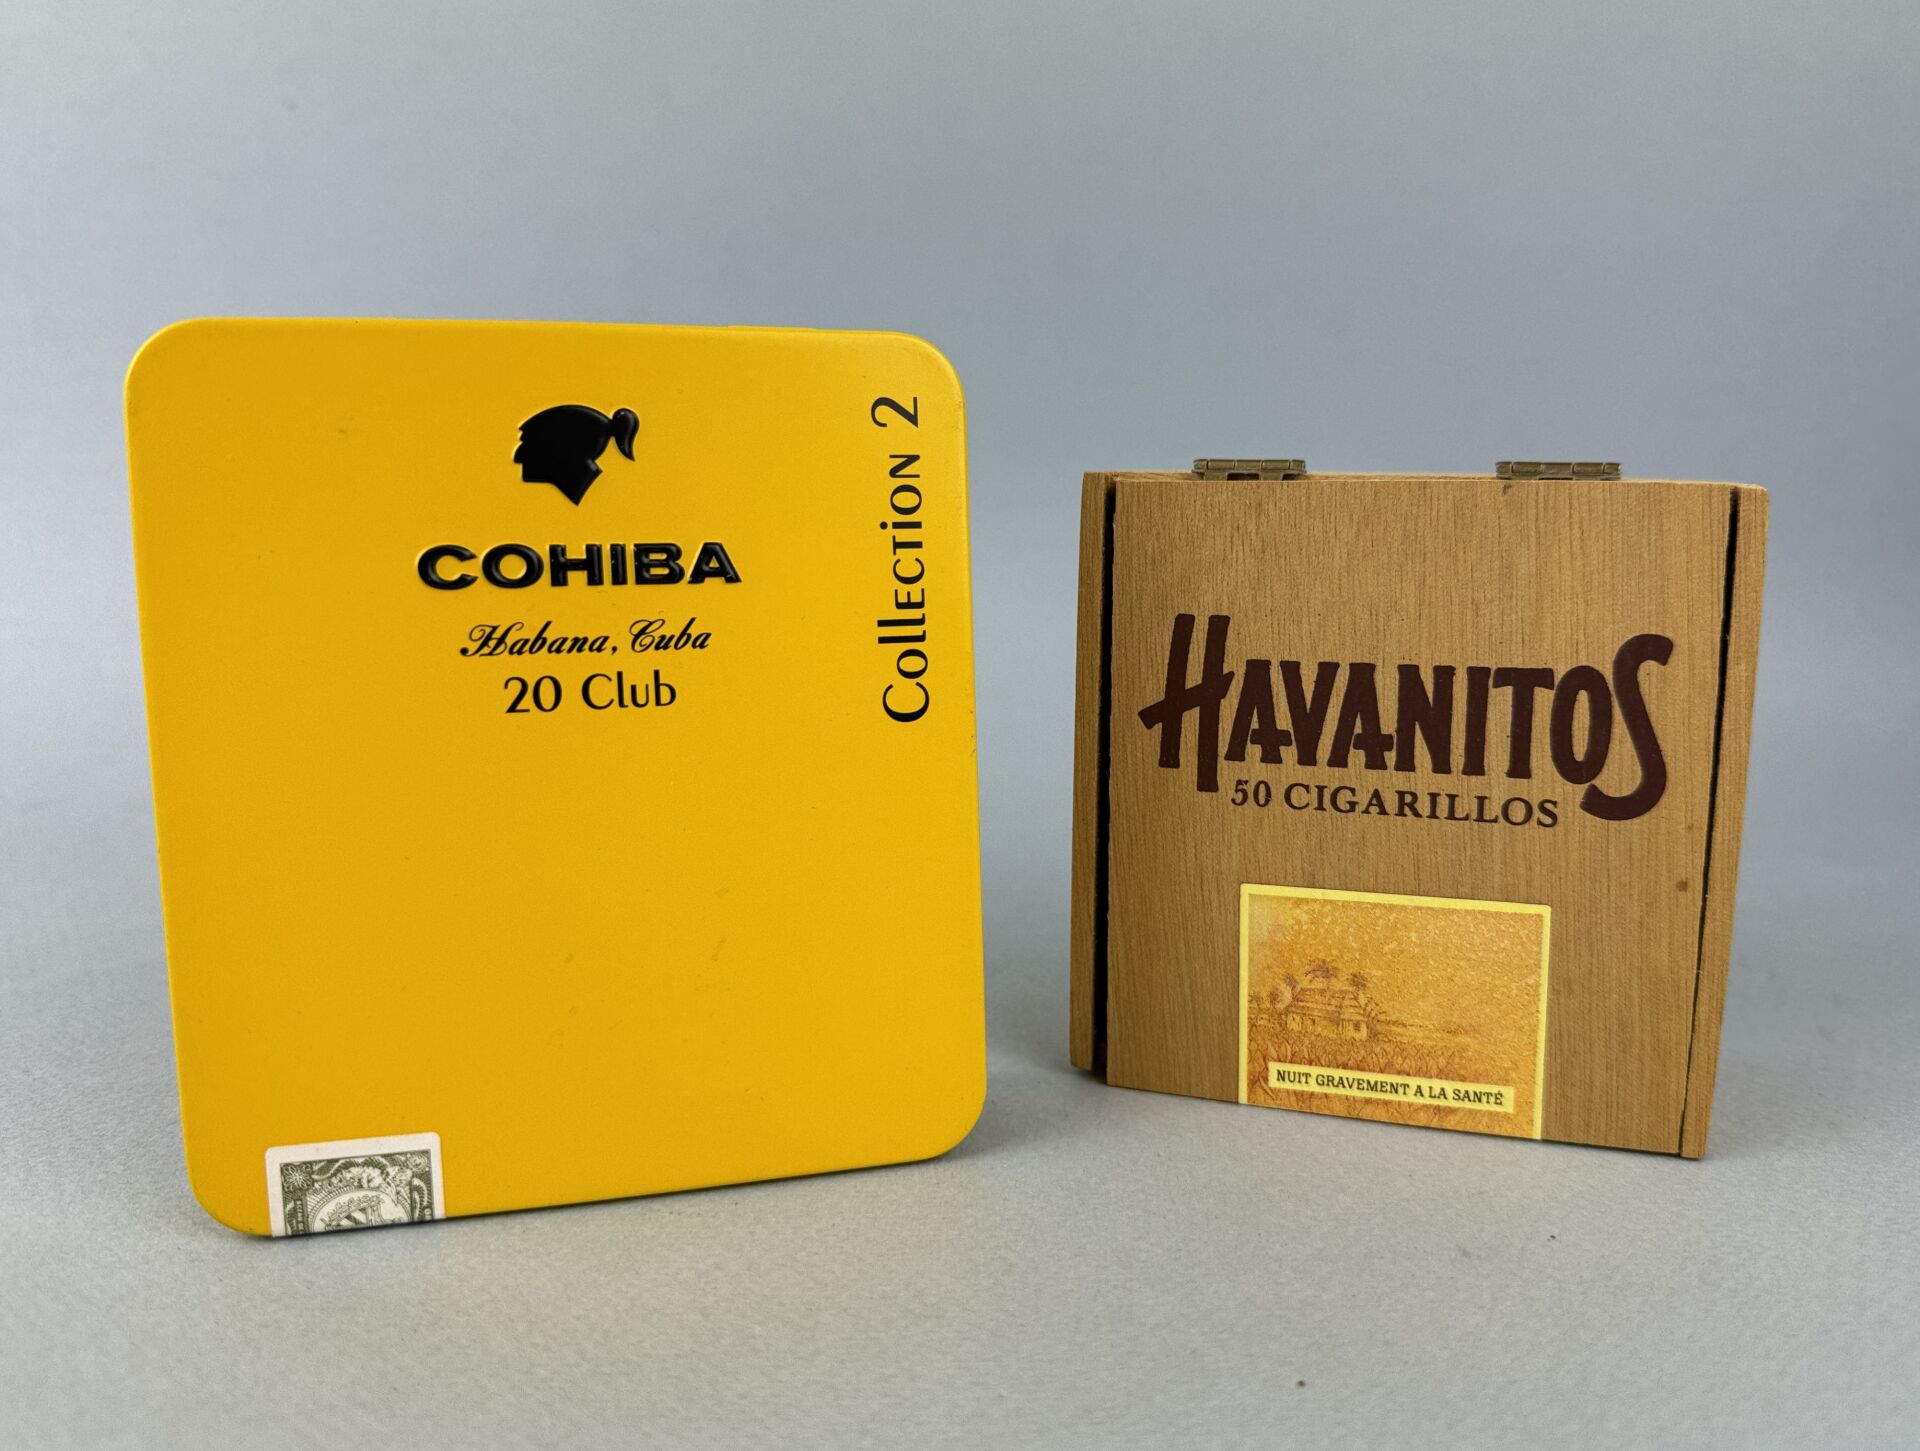 COHIBA
Habana, Cuba
20 Club
Collection 2
HAVANITOS
50 CIGARILLOS
NUIT GRAVEMENT A LA SANTÉ